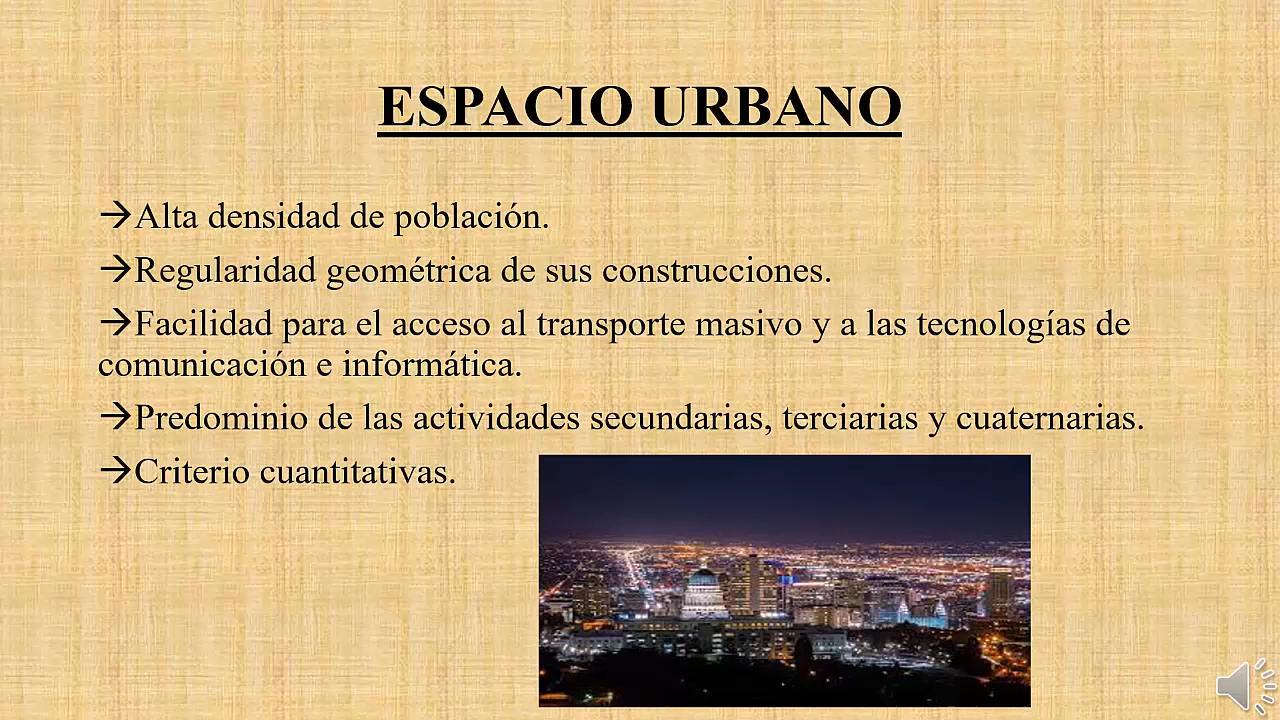 ESPACIO URBANO
→Alta densidad de población.
→Regularidad geométrica de sus construcciones.
→Facilidad para el acceso al transporte masivo y a las tecnologías de
comunicación e informática.
→Predominio de las actividades secundarias, terciarias y cuaternarias.
→Criterio cuantitativas.